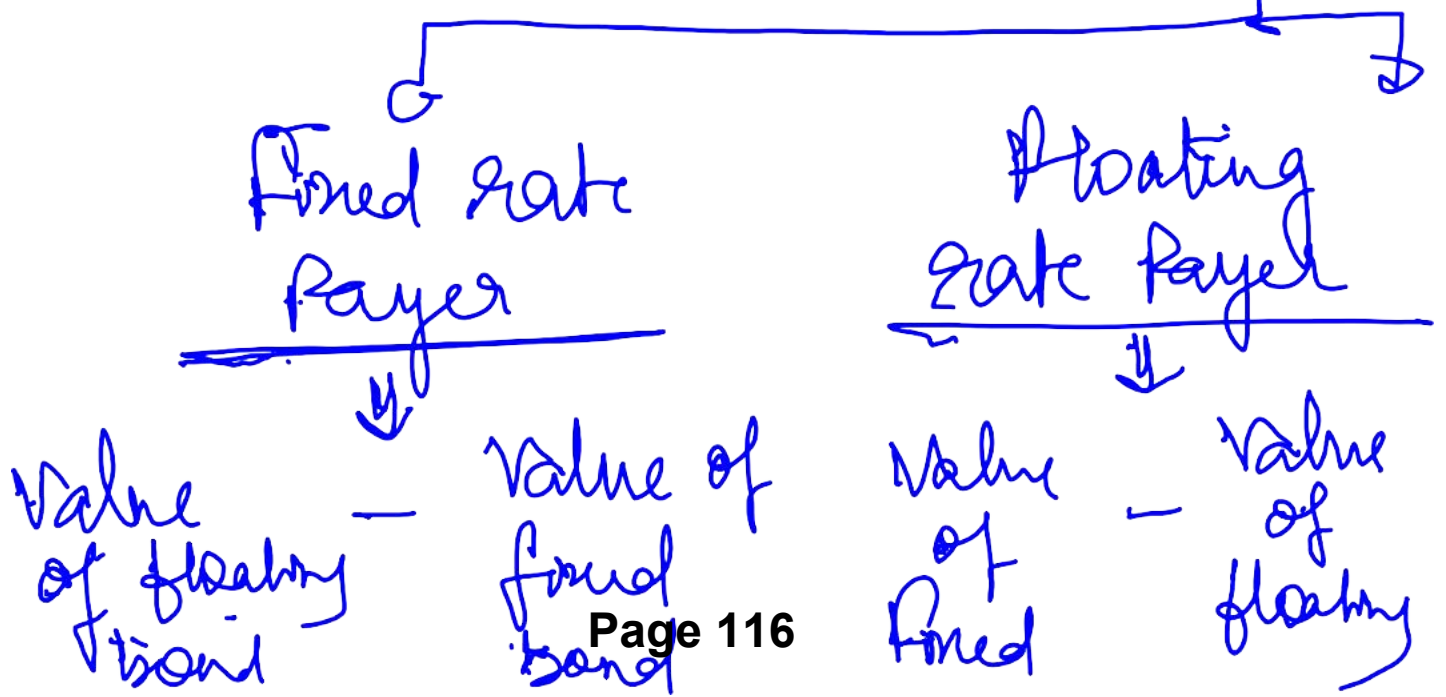 Fixed rate
Payer
Floating
rate Payer
Value
of floating
bond
—
Value of
fixed
bond
Value
of
Fixed
—
Value
of
floating
Page 116